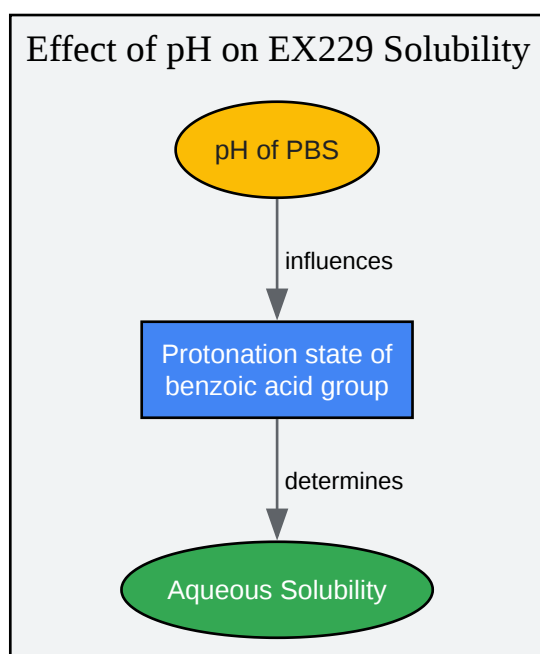 Effect of pH on EX229 Solubility
pH of PBS
influences
Protonation state of
benzoic acid group
determines
Aqueous Solubility